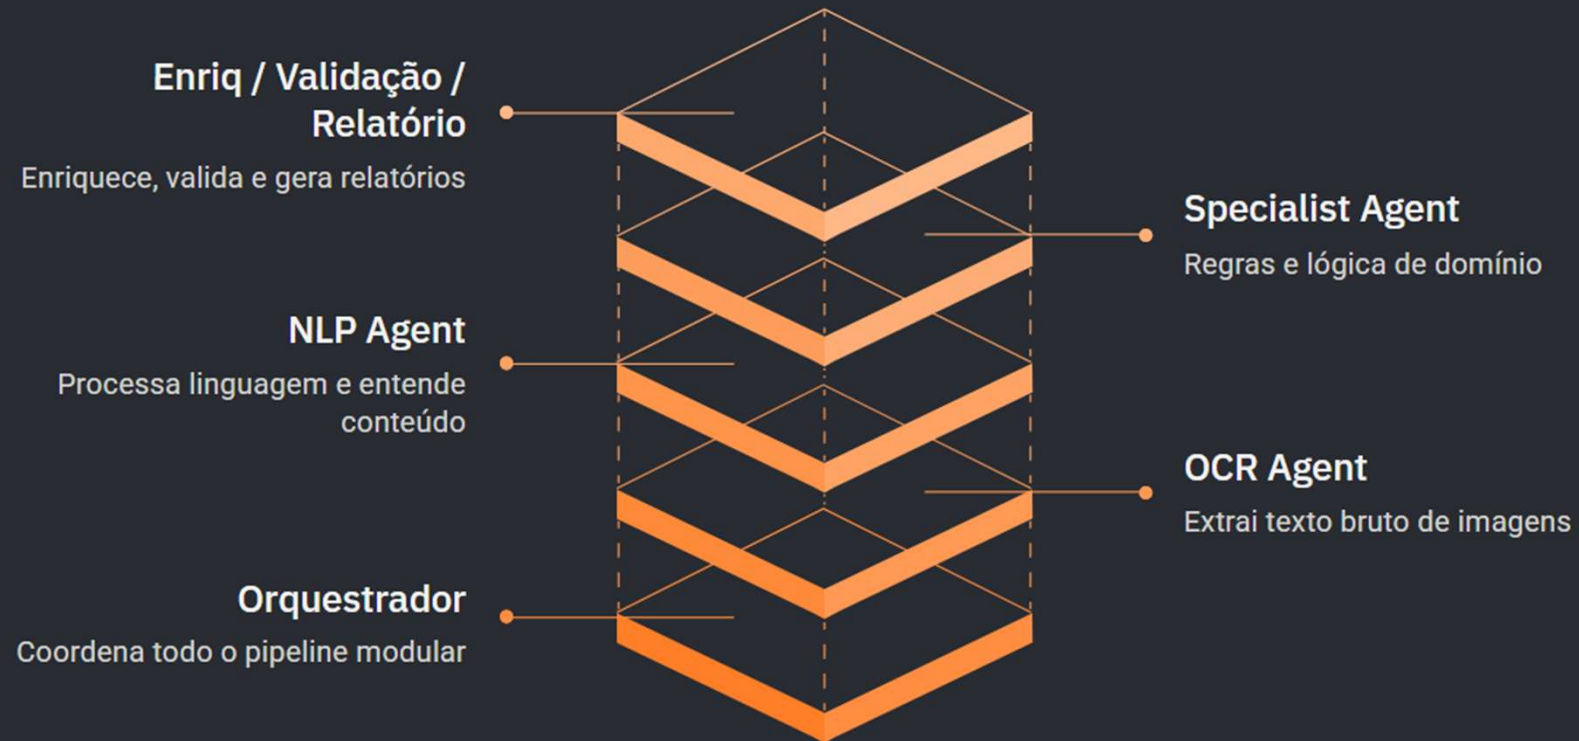 Enriq / Validação /
Relatório
Enriquece, valida e gera relatórios
Specialist Agent
Regras e lógica de domínio
NLP Agent
Processa linguagem e entende
conteúdo
OCR Agent
Extrai texto bruto de imagens
Orquestrador
Coordena todo o pipeline modular